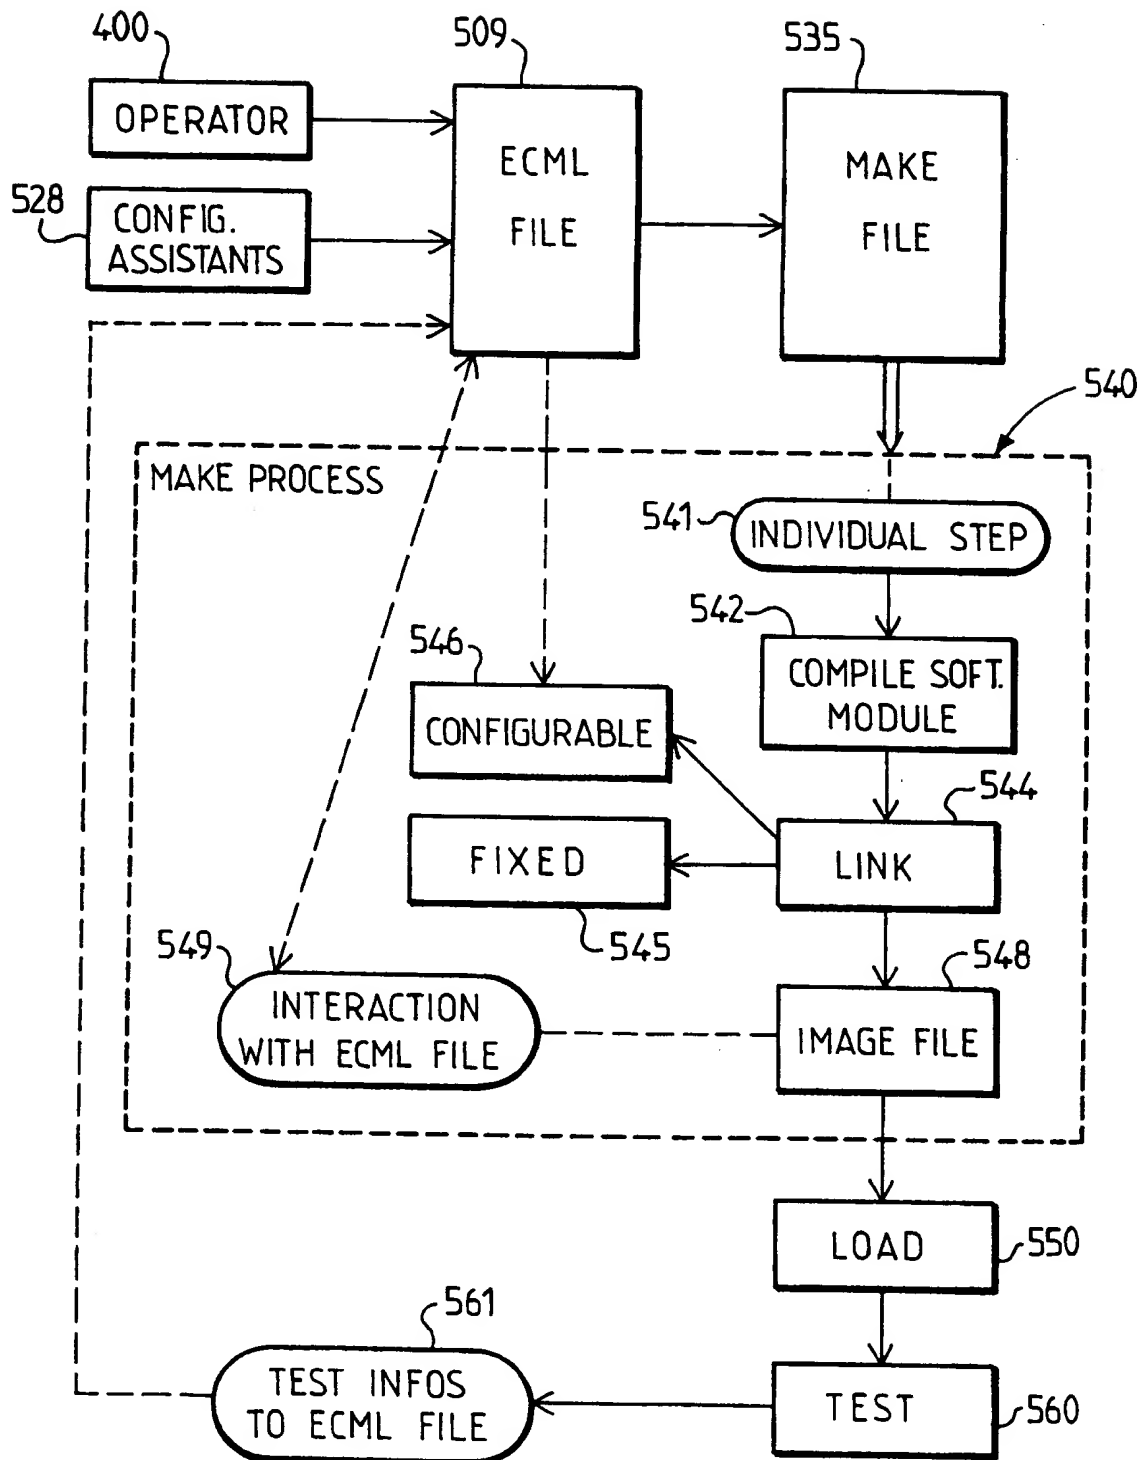 400
509
535
OPERATOR
ECML
FILE
MAKE
FILE
528
CONFIG.
ASSISTANTS
540
MAKE PROCESS
541
INDIVIDUAL STEP
542
COMPILE SOFT.
MODULE
546
CONFIGURABLE
544
LINK
FIXED
545
549
INTERACTION
WITH ECML FILE
548
IMAGE FILE
LOAD
550
561
TEST INFOS
TO ECML FILE
TEST
560